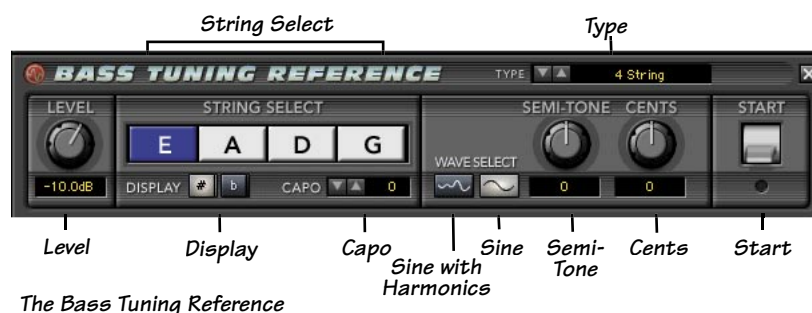 String Select
Type
BASS TUNING REFERENCE
TYPE
4 String
X
LEVEL
STRING SELECT
SEMI-TONE
CENTS
START
E
A
D
G
WAVE SELECT
-10.0dB
DISPLAY
#
b
CAPO
0
0
0
Level
Display
Capo
Sine with
Harmonics
Sine
Semi-
Tone
Cents
Start
The Bass Tuning Reference